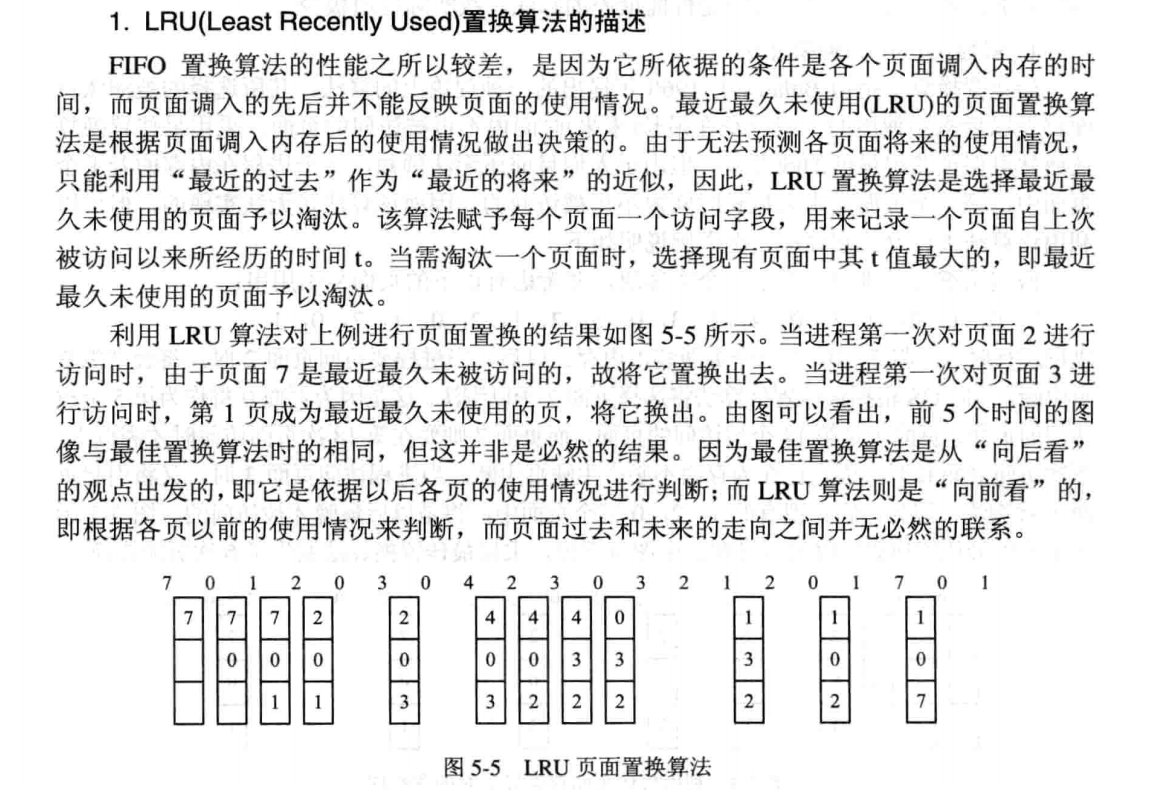 1. LRU(Least Recently Used)置换算法的描述
FIFO 置换算法的性能之所以较差，是因为它所依据的条件是各个页面调入内存的时
间，而页面调入的先后并不能反映页面的使用情况。最近最久未使用(LRU)的页面置换算
法是根据页面调入内存后的使用情况做出决策的。由于无法预测各页面将来的使用情况，
只能利用“最近的过去”作为“最近的将来”的近似，因此，LRU 置换算法是选择最近最
久未使用的页面予以淘汰。该算法赋予每个页面一个访问字段，用来记录一个页面自上次
被访问以来所经历的时间 t。当需淘汰一个页面时，选择现有页面中其 t 值最大的，即最近
最久未使用的页面予以淘汰。
利用 LRU 算法对上例进行页面置换的结果如图 5-5 所示。当进程第一次对页面 2 进行
访问时，由于页面 7 是最近最久未被访问的，故将它置换出去。当进程第一次对页面 3 进
行访问时，第 1 页成为最近最久未使用的页，将它换出。由图可以看出，前 5 个时间的图
像与最佳置换算法时的相同，但这并非是必然的结果。因为最佳置换算法是从“向后看”
的观点出发的，即它是依据以后各页的使用情况进行判断；而 LRU 算法则是“向前看”的，
即根据各页以前的使用情况来判断，而页面过去和未来的走向之间并无必然的联系。
7 0 1 2 0 3 0 4 2 3 0 3 2 1 2 0 1 7 0 1
7 7 7 2 2 4 4 4 0 1 1 1
0 0 0 0 0 0 3 3 3 0 0
1 1 3 3 2 2 2 2 2 7
图 5-5 LRU 页面置换算法